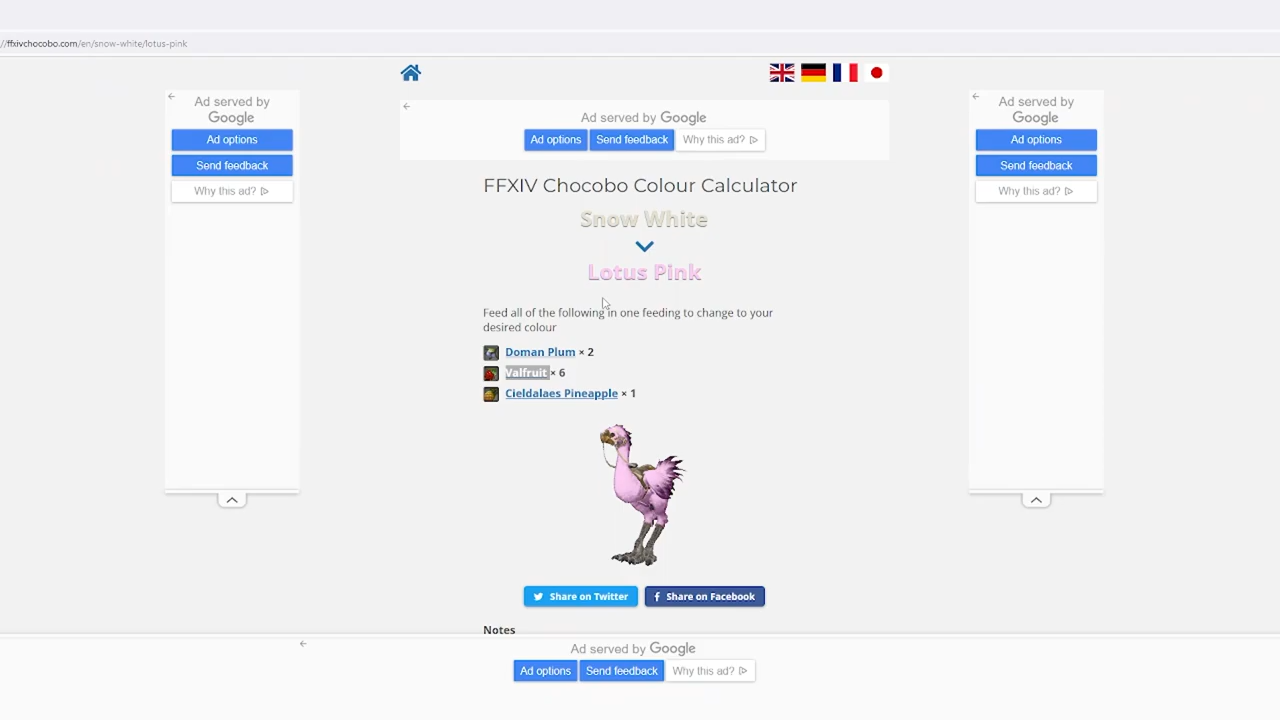 //ffxivchocobo.com/en/snow-white/lotus-pink
Ad served by
Google
Ad options
Send feedback
Why this ad?
Ad served by Google
Ad options Send feedback Why this ad?
Ad served by
Google
Ad options
Send feedback
Why this ad?
FFXIV Chocobo Colour Calculator
Snow White
Lotus Pink
Feed all of the following in one feeding to change to your
desired colour
Doman Plum × 2
Valfruit × 6
Cieldalaes Pineapple × 1
Share on Twitter Share on Facebook
Notes
Ad served by Google
Ad options Send feedback Why this ad?